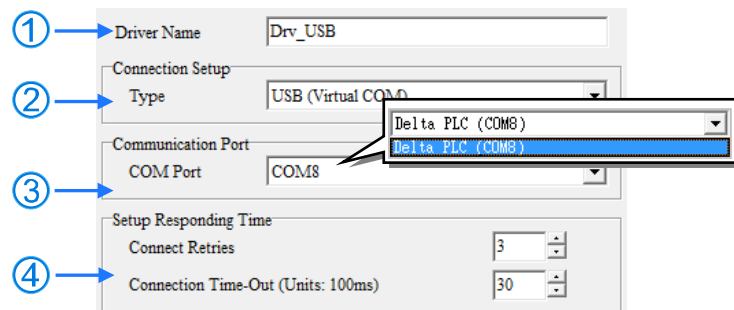 ① Driver Name Drv_USB
Connection Setup
② Type USB (Virtual COM)
Delta PLC (COM8)
Delta PLC (COM8)
Communication Port
COM Port COM8
③
Setup Responding Time
Connect Retries 3
④ Connection Time-Out (Units: 100ms) 30